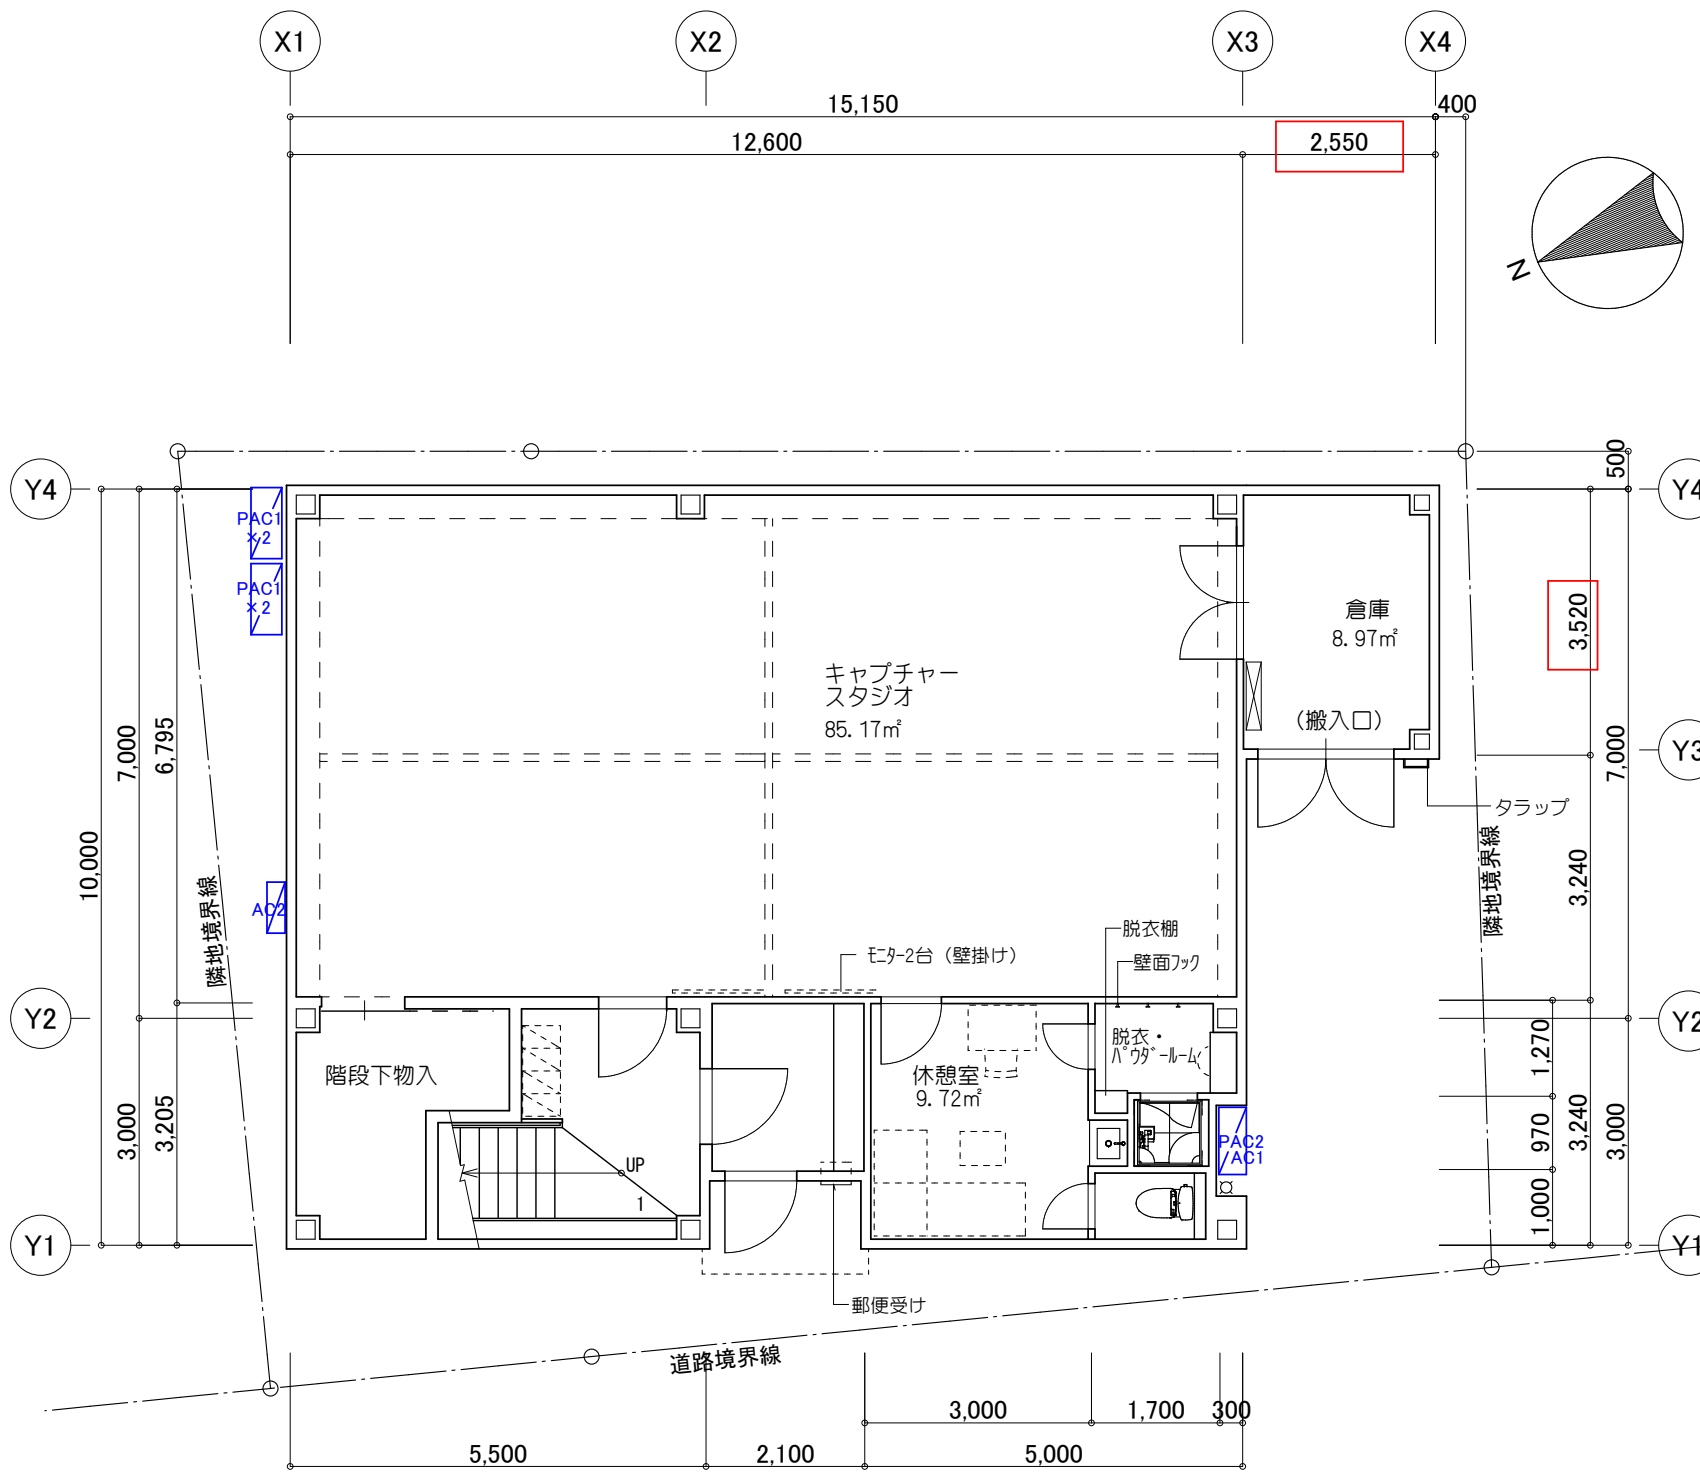 X1
X2
X3
X4
15,150
400
12,600
2,550
N
500
Y4
Y4
PAC1
×2
PAC1
×2
3,520
倉庫
8.97㎡
キャプチャー
スタジオ
85.17㎡
(搬入口)
7,000
6,795
7,000
Y3
タラップ
10,000
3,240
隣地境界線
隣地境界線
AC2
脱衣棚
モニター2台（壁掛け）
壁面フック
Y2
Y2
脱衣・
パウダールーム
1,270
階段下物入
休憩室
9.72㎡
3,000
3,205
970
3,240
3,000
PAC2
AC1
UP
1
1,000
Y1
Y1
郵便受け
道路境界線
3,000
1,700
300
5,500
2,100
5,000